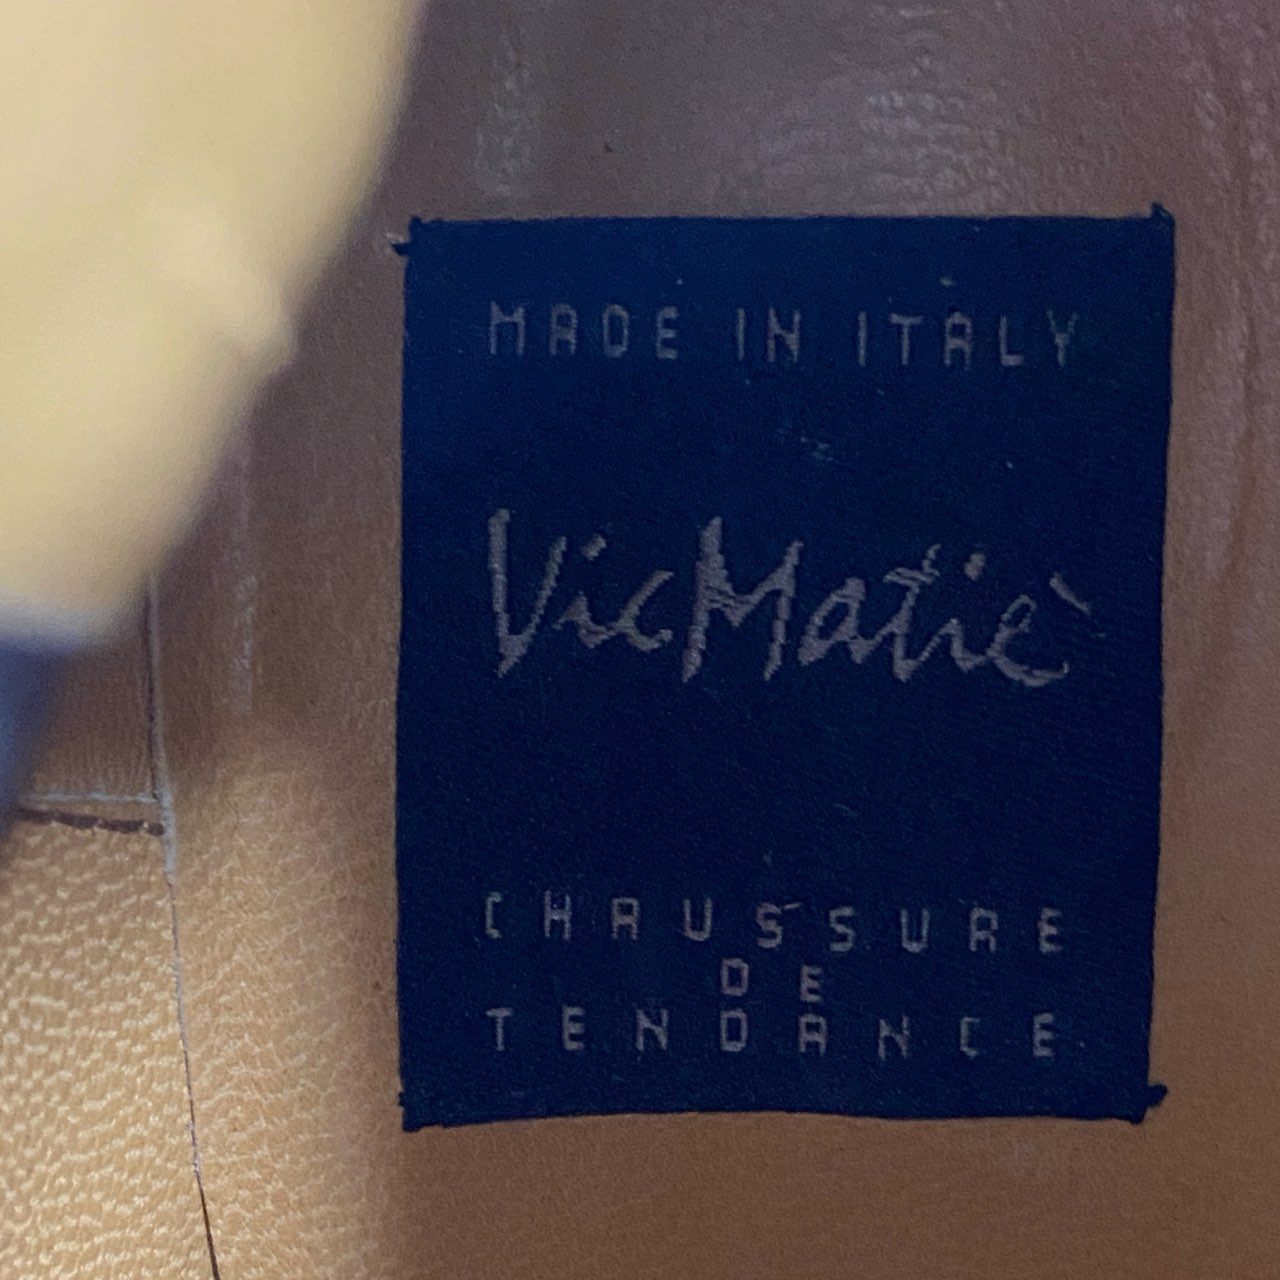 MADE IN ITALY
VicMatiè
CHAUSSURE
DE
TENDANCE